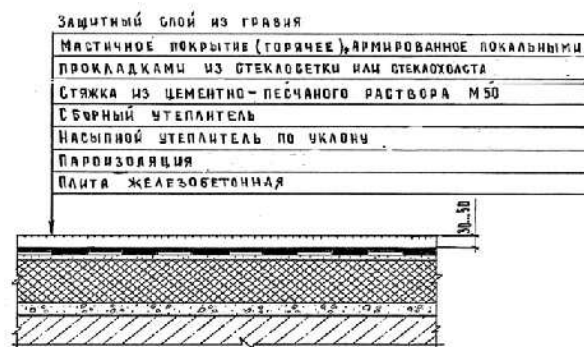 ЗАЩИТНЫЙ СЛОЙ ИЗ ГРАВИЯ
МАСТИЧНОЕ ПОКРЫТИЕ (ГОРЯЧЕЕ), АРМИРОВАННОЕ ЛОКАЛЬНЫМИ
ПРОКЛАДКАМИ ИЗ СТЕКЛОСЕТКИ ИЛИ СТЕКЛОХОЛСТА
СТЯЖКА ИЗ ЦЕМЕНТНО-ПЕСЧАНОГО РАСТВОРА М50
СБОРНЫЙ УТЕПЛИТЕЛЬ
НАСЫПНОЙ УТЕПЛИТЕЛЬ ПО УКЛОНУ
ПАРОИЗОЛЯЦИЯ
ПЛИТА ЖЕЛЕЗОБЕТОННАЯ
30...50